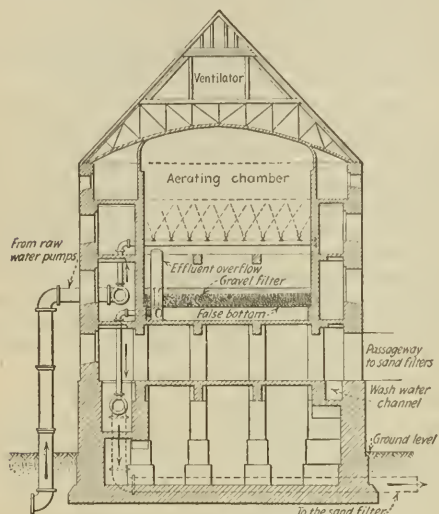 Ventilator
Aerating chamber
From raw
water pumps
Effluent overflow
Gravel filter
False bottom
Passageway
to sand filters
Wash water
channel
Ground level
To the sand filters